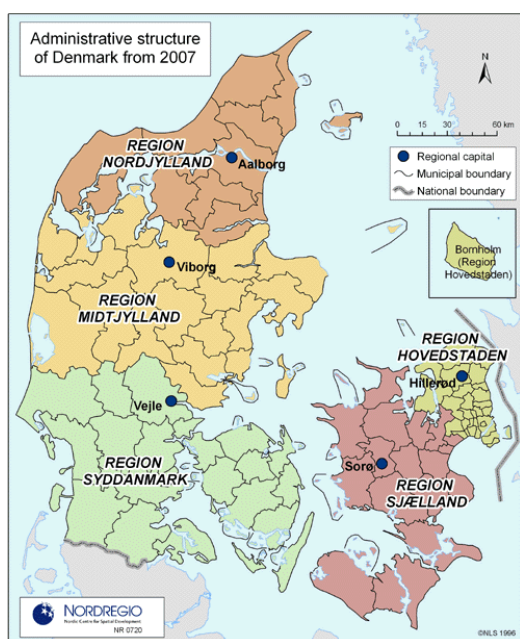 Administrative structure
of Denmark from 2007
N
0 15 30 60 km
Regional capital
Municipal boundary
National boundary
REGION
NORDJYLLAND
Aalborg
Bornholm
(Region
Hovedstaden)
Viborg
REGION
MIDTJYLLAND
REGION
HOVEDSTADEN
Hillerød
Vejle
REGION
SYDDANMARK
Sorø
REGION
SJÆLLAND
NORDREGIO
Nordic Centre for Spatial Development
NR 0720
©NLS 1996